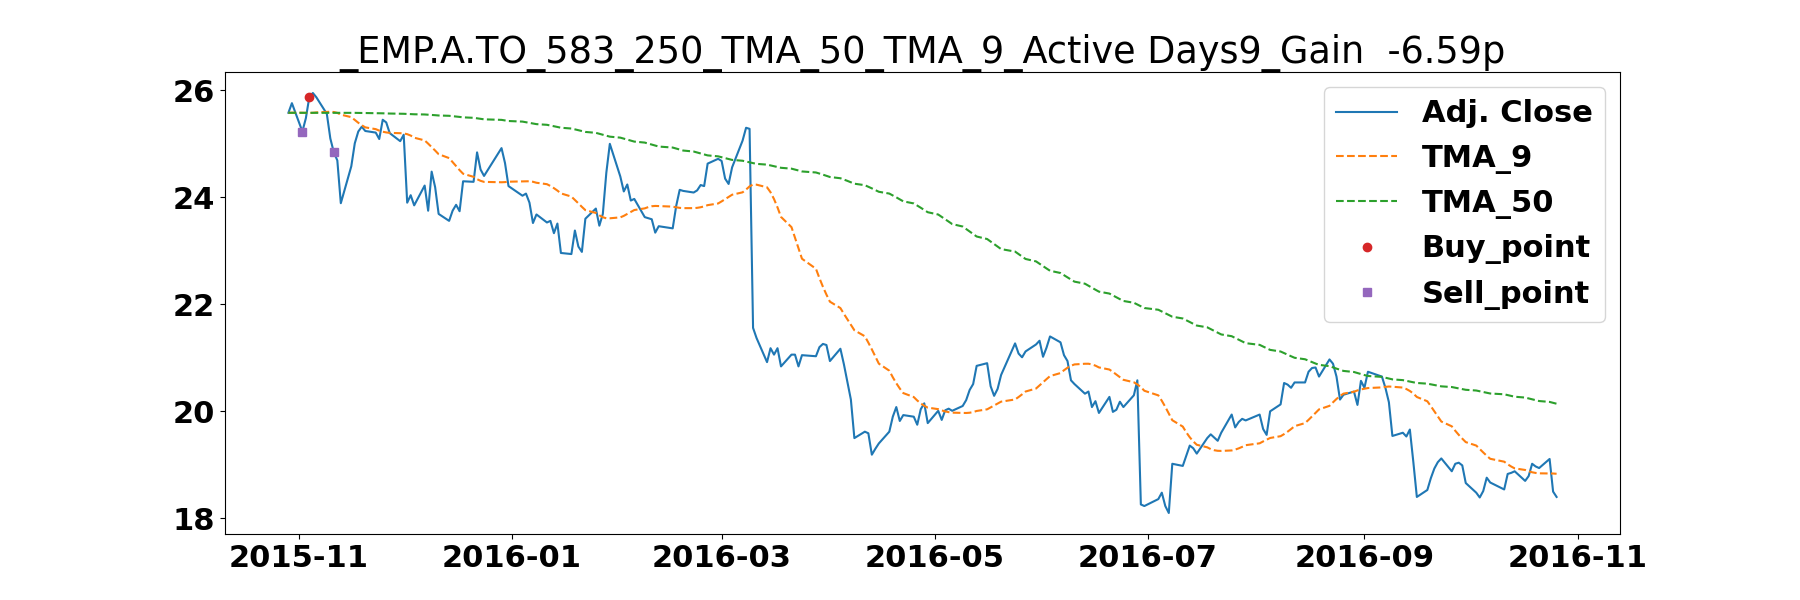 _EMP.A.TO_583_250_TMA_50_TMA_9_Active Days9_Gain  -6.59p
26
24
22
20
18
Adj. Close
TMA_9
TMA_50
Buy_point
Sell_point
2015-11
2016-01
2016-03
2016-05
2016-07
2016-09
2016-11